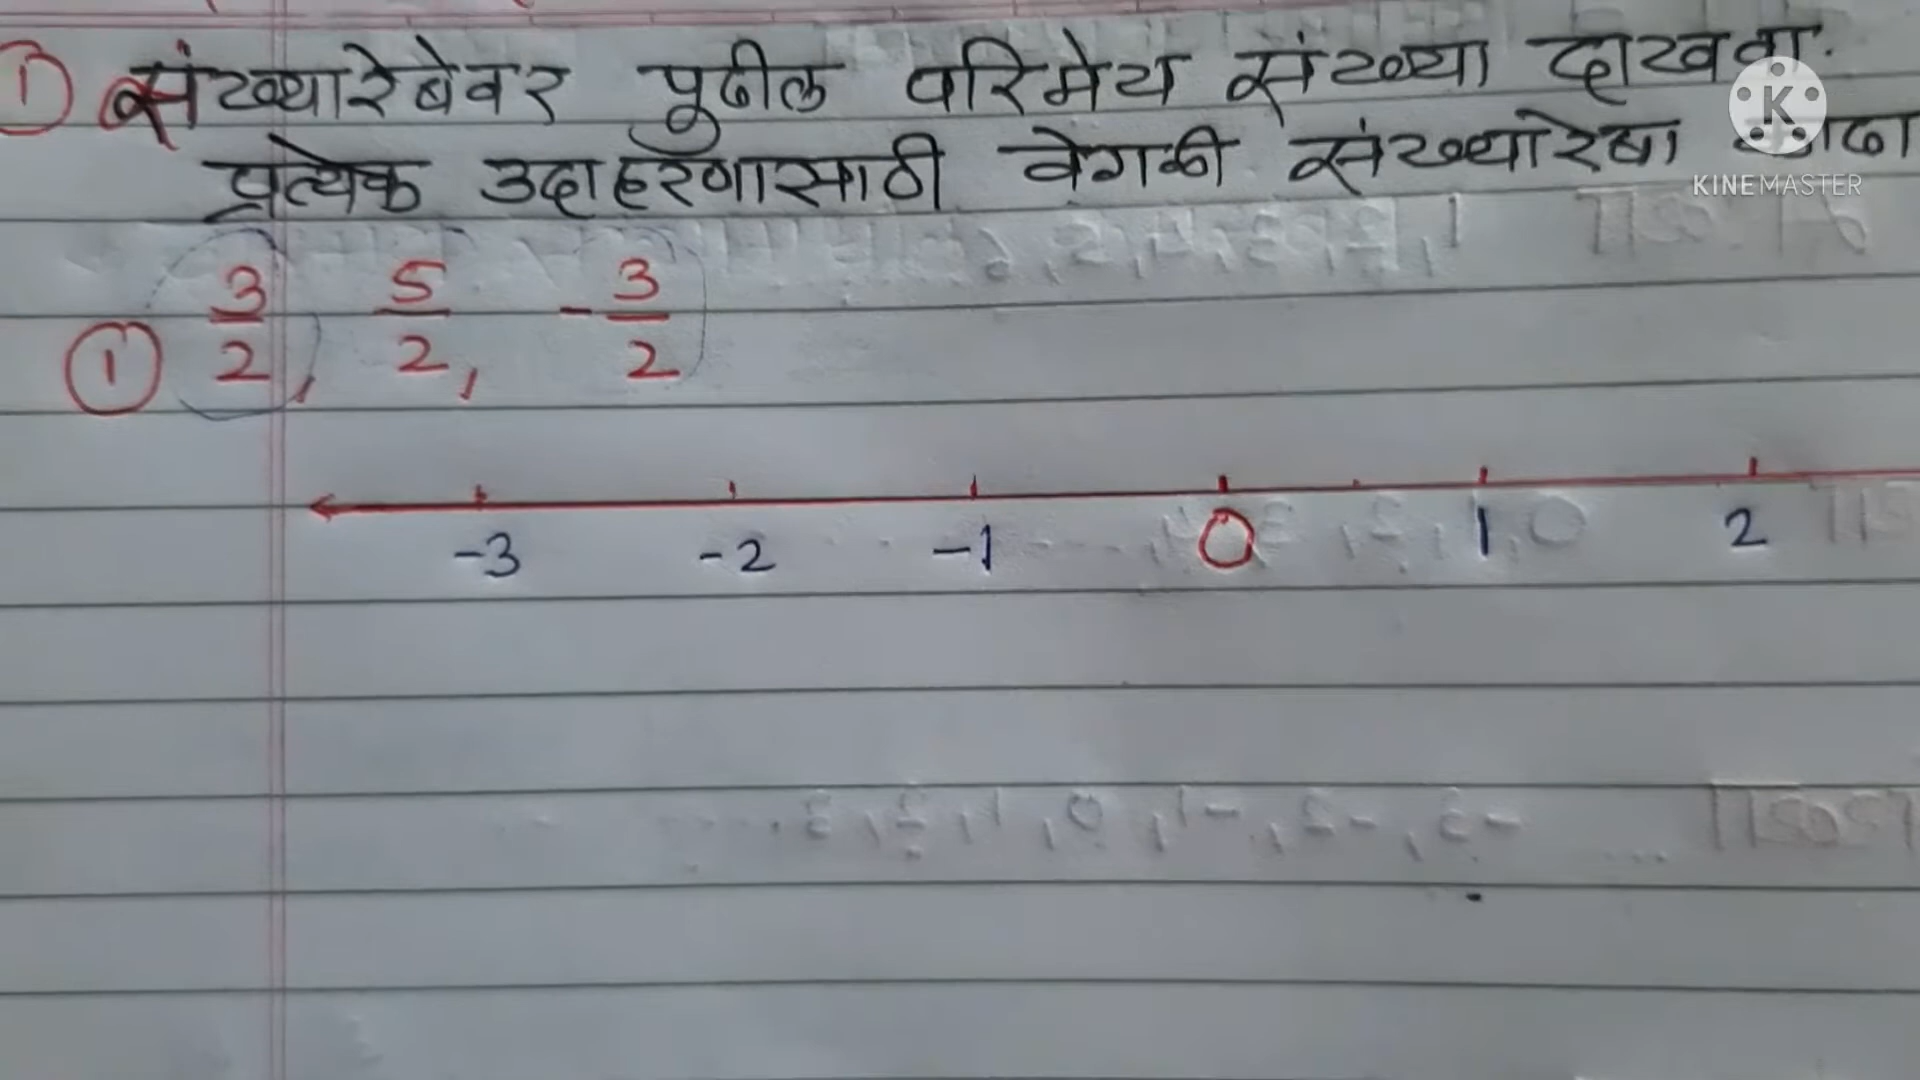 ① संख्यारेषेवर पुढील परिमेय संख्या दाखवा.
प्रत्येक उदाहरणासाठी वेगळी संख्यारेषा काढा
KINEMASTER
① 3/2, 5/2, -3/2
-3 -2 -1 0 1 2